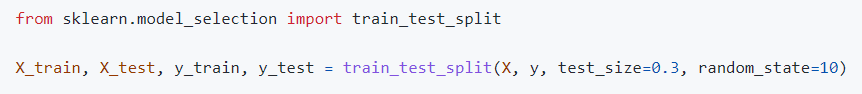 from sklearn.model_selection import train_test_split
X_train, X_test, y_train, y_test = train_test_split(X, y, test_size=0.3, random_state=10)